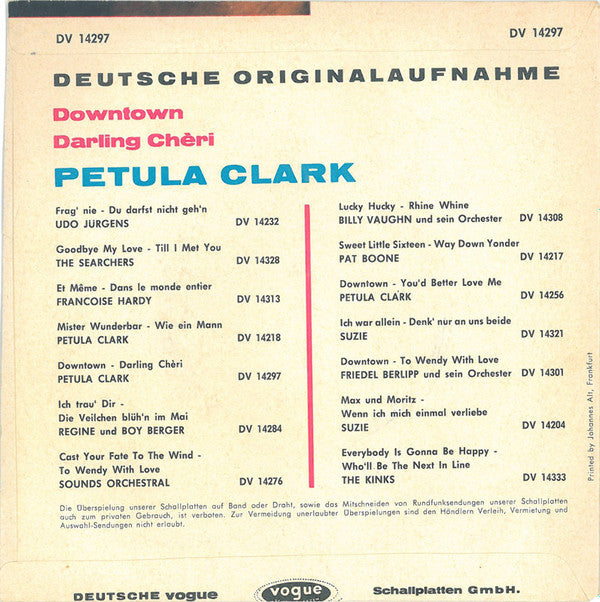 DV 14297
DV 14297
DEUTSCHE ORIGINALAUFNAHME
Downtown
Darling Chèri
PETULA CLARK
Frag' nie - Du darfst nicht geh'n
UDO JÜRGENS DV 14232
Goodbye My Love - Till I Met You
THE SEARCHERS DV 14328
Et Même - Dans le monde entier
FRANCOISE HARDY DV 14313
Mister Wunderbar - Wie ein Mann
PETULA CLARK DV 14218
Downtown - Darling Chèri
PETULA CLARK DV 14297
Ich trau' Dir -
Die Veilchen blüh'n im Mai
REGINE und BOY BERGER DV 14284
Cast Your Fate To The Wind -
To Wendy With Love
SOUNDS ORCHESTRAL DV 14276
Lucky Hucky - Rhine Whine
BILLY VAUGHN und sein Orchester DV 14308
Sweet Little Sixteen - Way Down Yonder
PAT BOONE DV 14217
Downtown - You'd Better Love Me
PETULA CLARK DV 14256
Ich war allein - Denk' nur an uns beide
SUZIE DV 14321
Downtown - To Wendy With Love
FRIEDEL BERLIPP und sein Orchester DV 14301
Max und Moritz -
Wenn ich mich einmal verliebe
SUZIE DV 14204
Everybody Is Gonna Be Happy -
Who'll Be The Next In Line
THE KINKS DV 14333
Printed by Johannes Alt, Frankfurt
Die Überspielung unserer Schallplatten auf Band oder Draht, sowie das Mitschneiden von Rundfunksendungen unserer Schallplatten
auch zum privaten Gebrauch, ist verboten. Zur Vermeidung unerlaubter Überspielungen sind den Händlern Verleih, Vermietung und
Auswahl-Sendungen nicht erlaubt.
DEUTSCHE vogue
vogue
Schallplatten GmbH.